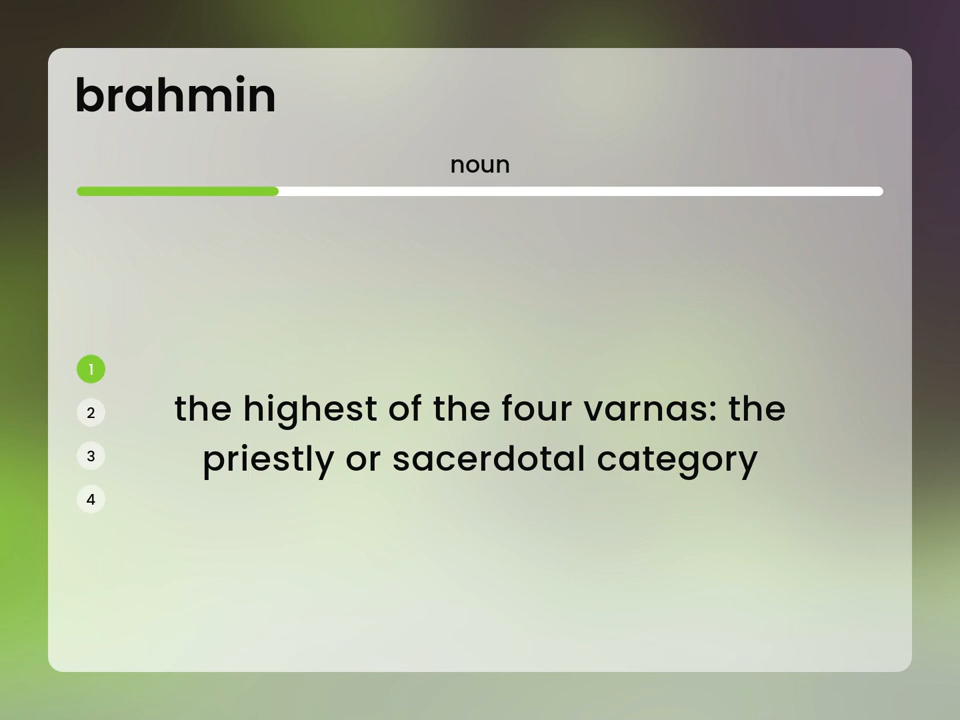 brahmin
noun
1
the highest of the four varnas: the
2
priestly or sacerdotal category
3
4